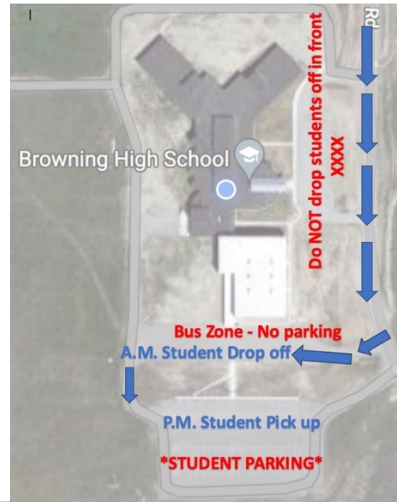 Rd
Browning High School
Do NOT drop students off in front
XXXX
Bus Zone - No parking
A.M. Student Drop off
P.M. Student Pick up
*STUDENT PARKING*